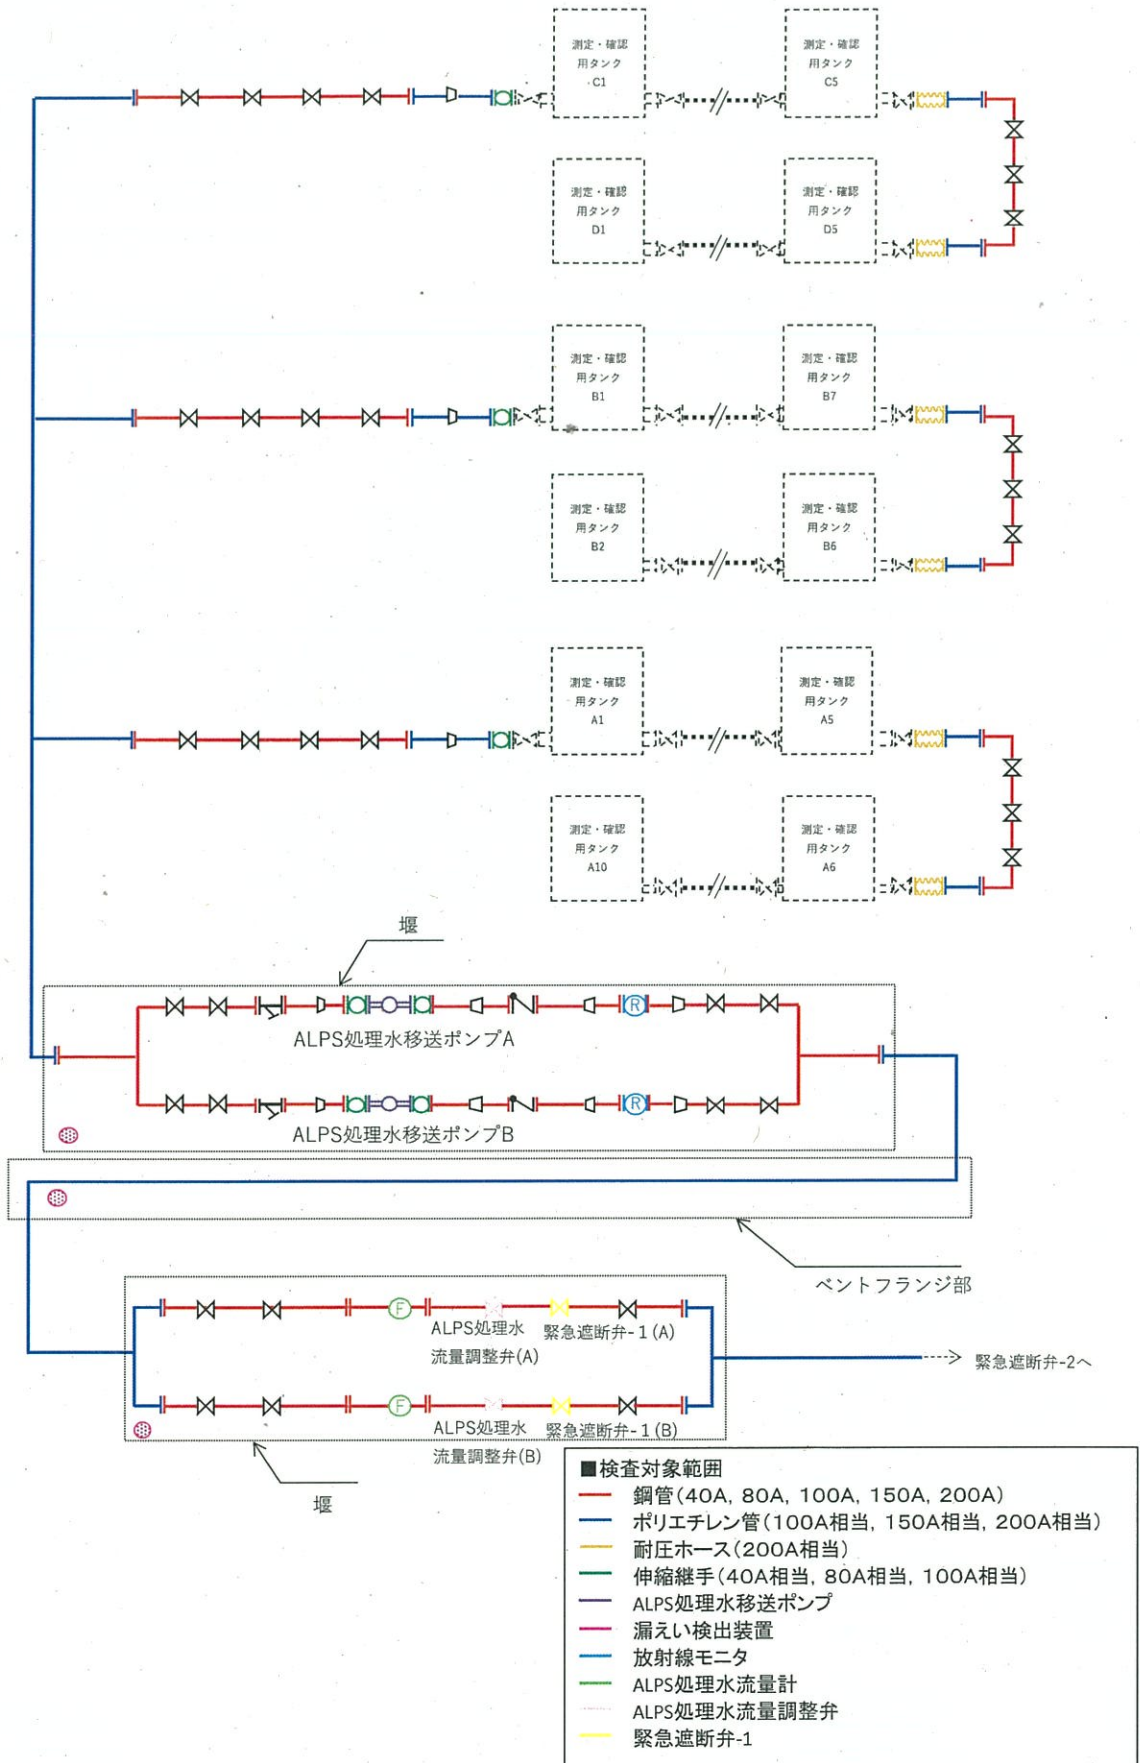 測定・確認
用タンク
C1
測定・確認
用タンク
C5
測定・確認
用タンク
D1
測定・確認
用タンク
D5
測定・確認
用タンク
B1
測定・確認
用タンク
B7
測定・確認
用タンク
B2
測定・確認
用タンク
B6
測定・確認
用タンク
A1
測定・確認
用タンク
A5
測定・確認
用タンク
A10
測定・確認
用タンク
A6
堰
R
ALPS処理水移送ポンプA
R
ALPS処理水移送ポンプB
ベントフランジ部
F
ALPS処理水
流量調整弁(A)
緊急遮断弁-1(A)
緊急遮断弁-2へ
F
ALPS処理水
流量調整弁(B)
緊急遮断弁-1(B)
堰
■検査対象範囲
鋼管(40A, 80A, 100A, 150A, 200A)
ポリエチレン管(100A相当, 150A相当, 200A相当)
耐圧ホース(200A相当)
伸縮継手(40A相当, 80A相当, 100A相当)
ALPS処理水移送ポンプ
漏えい検出装置
放射線モニタ
ALPS処理水流量計
ALPS処理水流量調整弁
緊急遮断弁-1